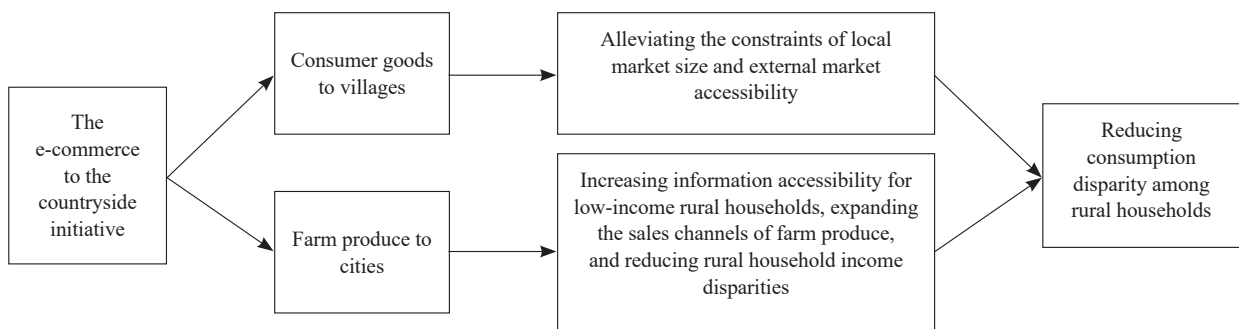 The
e-commerce
to the
countryside
initiative
Consumer goods
to villages
Alleviating the constraints of local
market size and external market
accessibility
Farm produce to
cities
Increasing information accessibility for
low-income rural households, expanding
the sales channels of farm produce,
and reducing rural household income
disparities
Reducing
consumption
disparity among
rural households